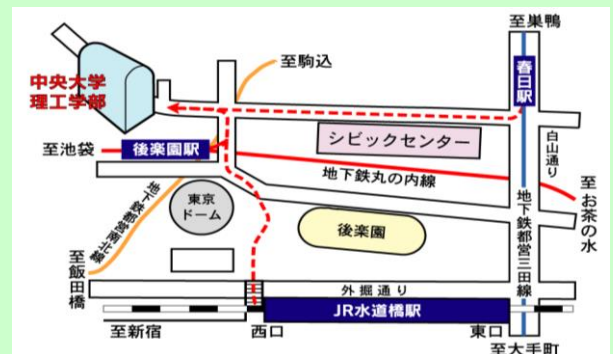 至巣鴨
至駒込
中央大学
理工学部
春日駅
シビックセンター
白山通り
至池袋
後楽園駅
地下鉄丸の内線
至お茶の水
東京
ドーム
地下鉄都営南北線
後楽園
地下鉄都営三田線
至飯田橋
外掘通り
JR水道橋駅
至新宿
西口
東口
至大手町